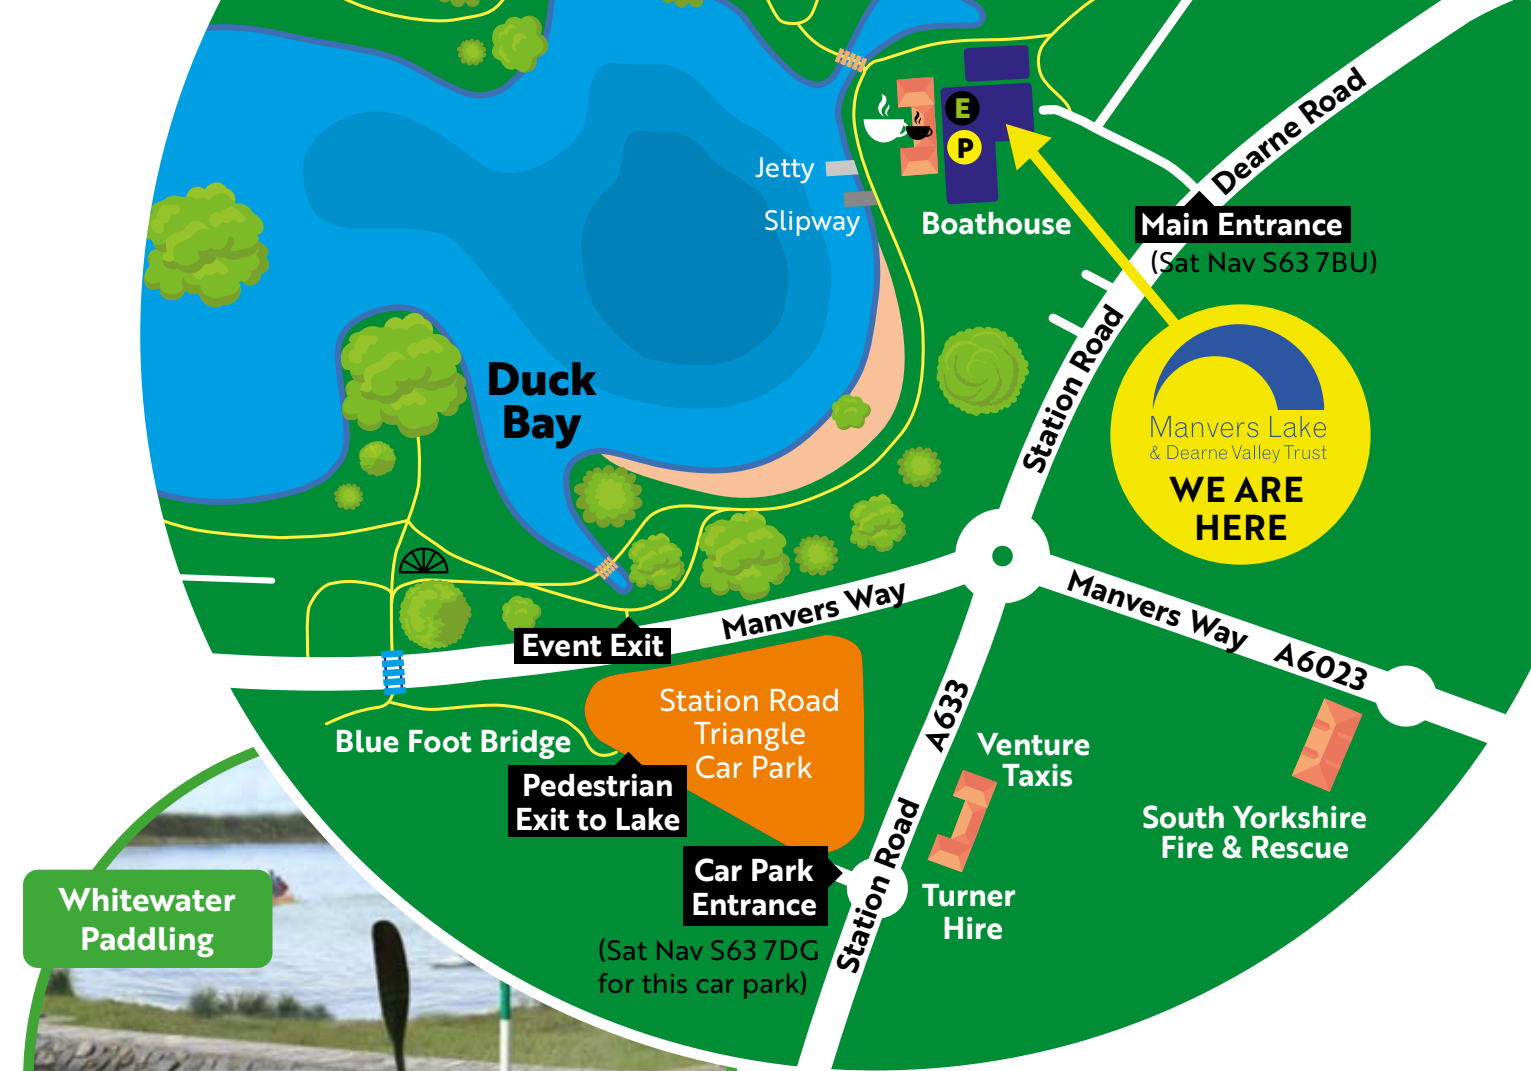 Dearne Road
E
P
Jetty
Slipway
Boathouse
Main Entrance
(Sat Nav S63 7BU)
Station Road
Duck
Bay
Manvers Lake
& Dearne Valley Trust
WE ARE
HERE
Manvers Way
Manvers Way A6023
Event Exit
Station Road
Triangle
Car Park
A633
Blue Foot Bridge
Venture
Taxis
Pedestrian
Exit to Lake
South Yorkshire
Fire & Rescue
Car Park
Entrance
Station Road
Turner
Hire
(Sat Nav S63 7DG
for this car park)
Whitewater
Paddling